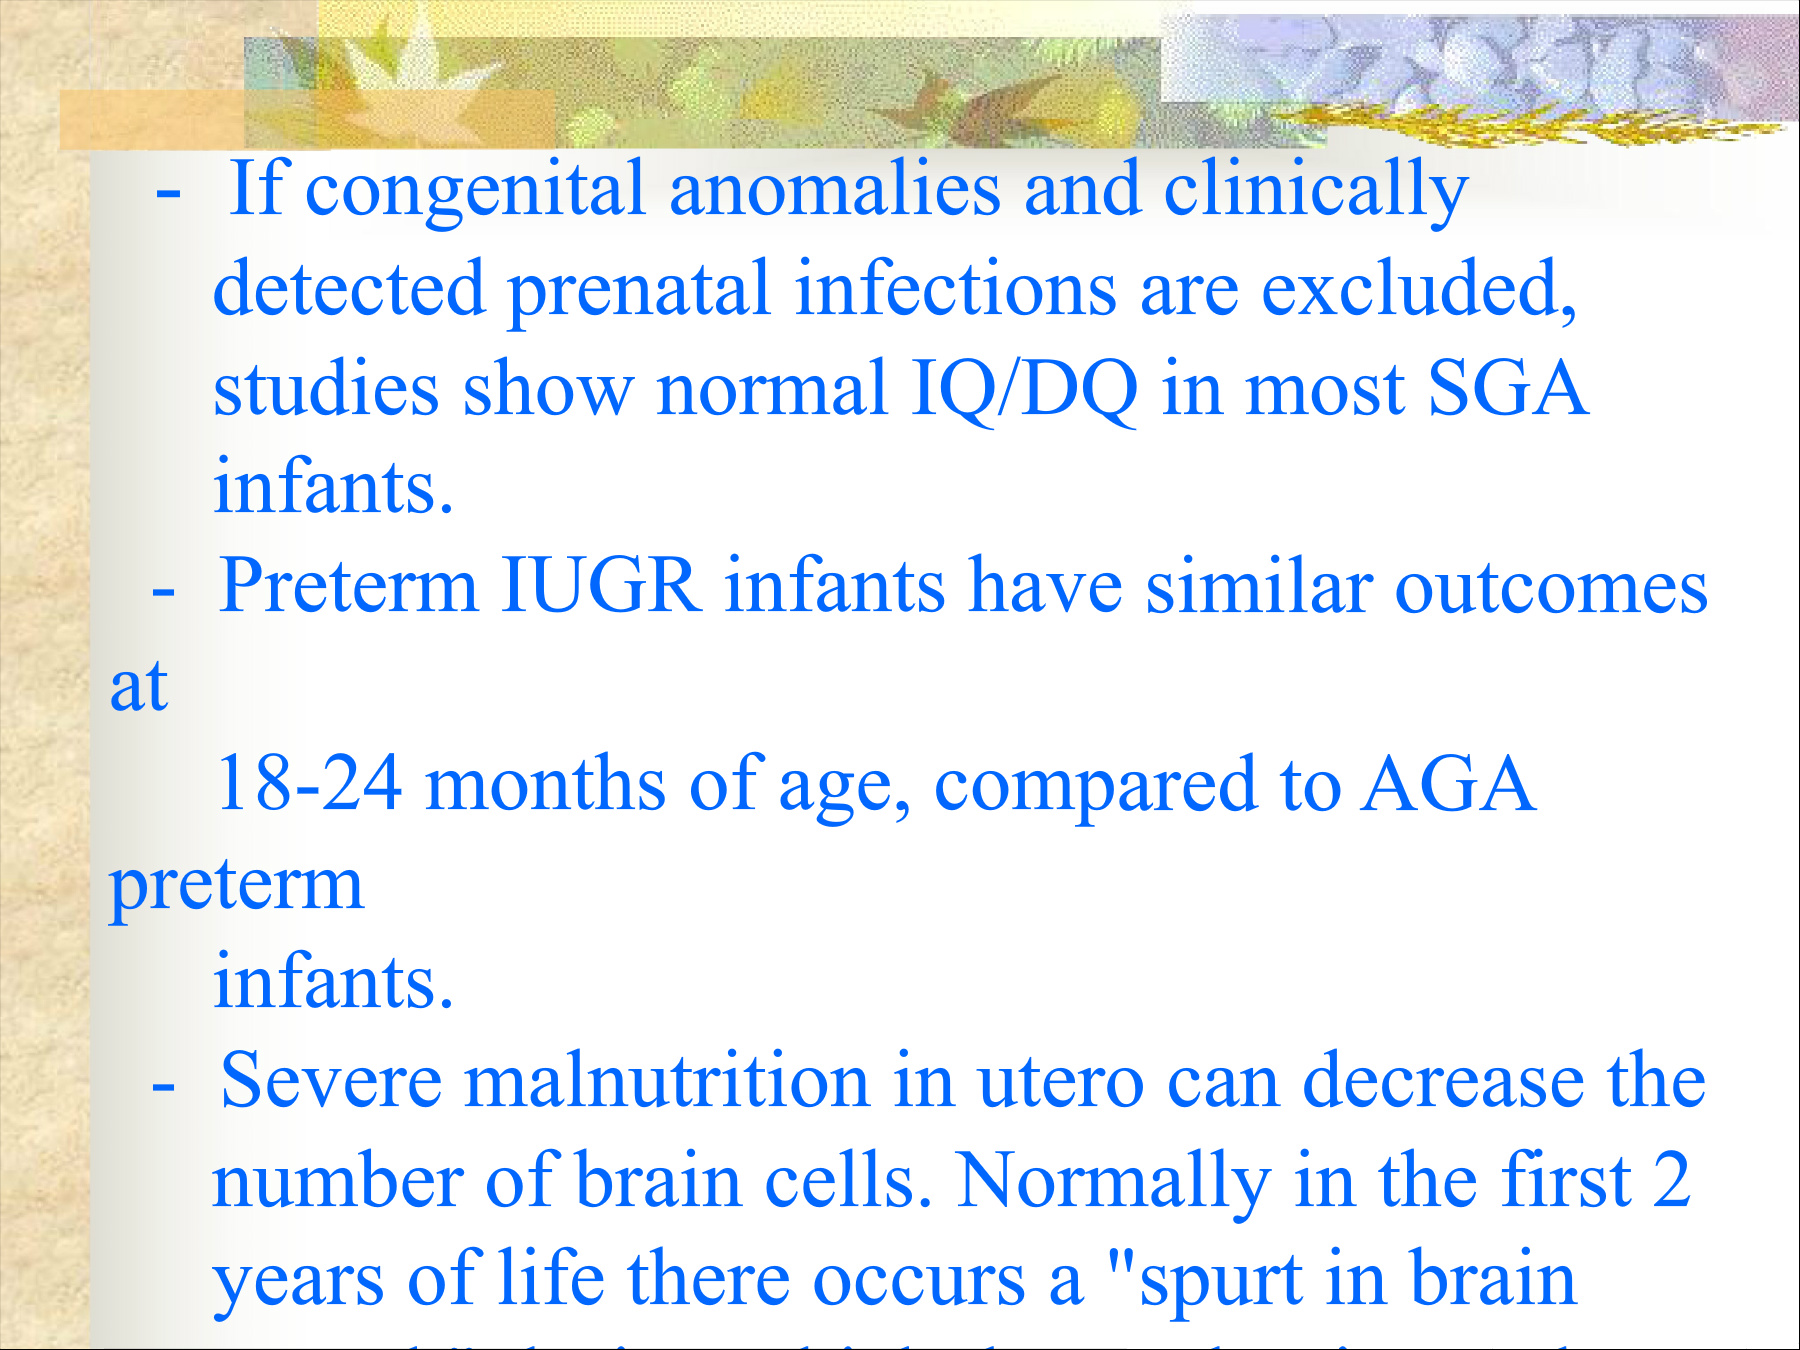 - If congenital anomalies and clinically
detected prenatal infections are excluded,
studies show normal IQ/DQ in most SGA
infants.
- Preterm IUGR infants have similar outcomes
at
18-24 months of age, compared to AGA
preterm
infants.
- Severe malnutrition in utero can decrease the
number of brain cells. Normally in the first 2
years of life there occurs a "spurt in brain